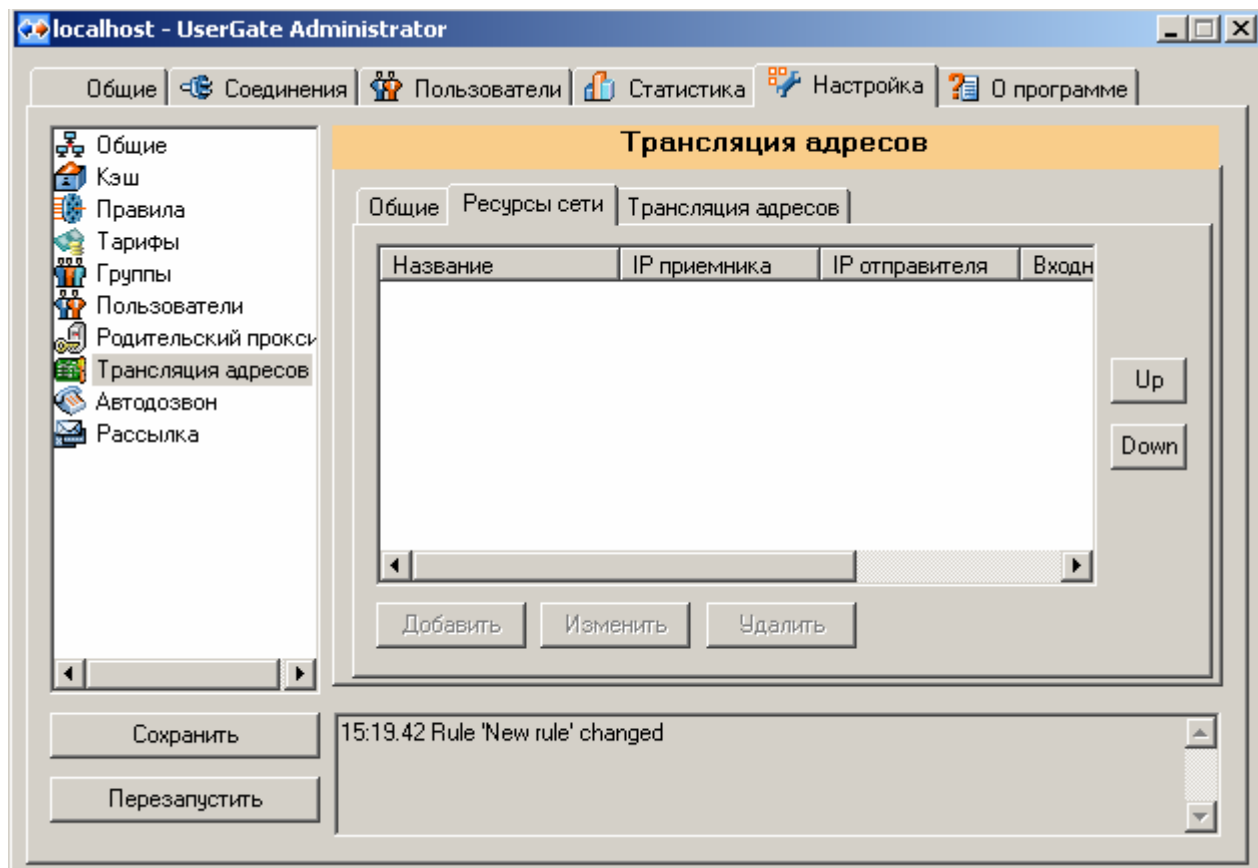 localhost - UserGate Administrator
Общие Соединения Пользователи Статистика Настройка О программе
Общие
Кэш
Правила
Тарифы
Группы
Пользователи
Родительский прокси
Трансляция адресов
Автодозвон
Рассылка
Трансляция адресов
Общие Ресурсы сети Трансляция адресов
Название IP приемника IP отправителя Входн
Up
Down
Добавить Изменить Удалить
Сохранить
Перезапустить
15:19.42 Rule 'New rule' changed